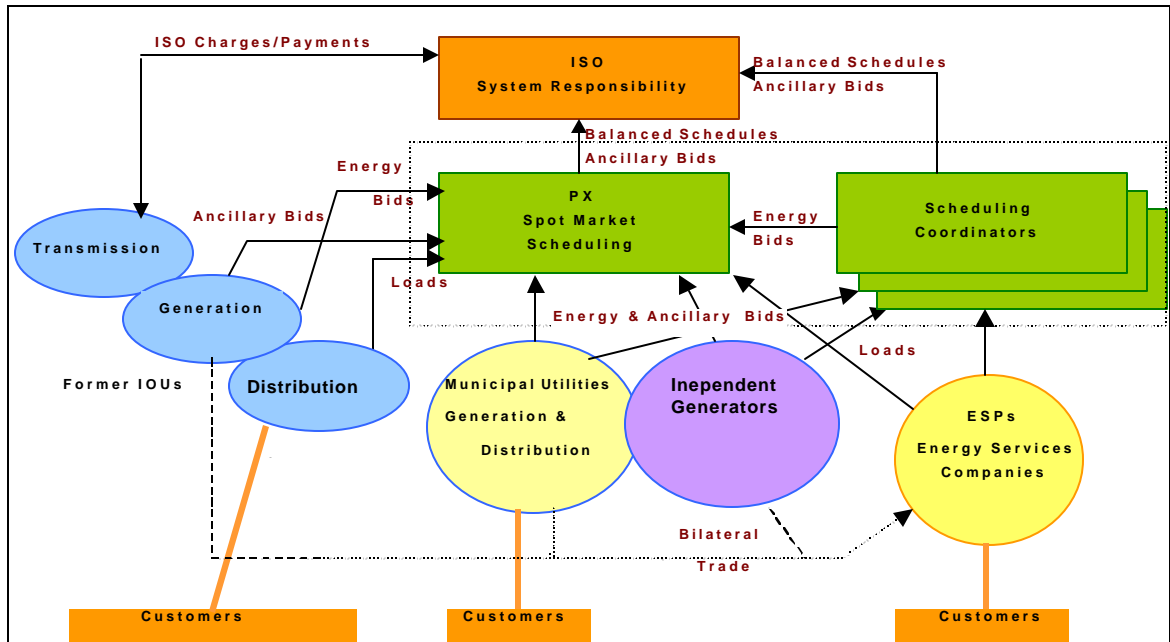 ISO Charges/Payments
ISO
System Responsibility
Balanced Schedules
Ancillary Bids
Balanced Schedules
Ancillary Bids
Energy
Bids
Ancillary Bids
Loads
PX
Spot Market
Scheduling
Energy
Bids
Scheduling
Coordinators
Transmission
Generation
Distribution
Former IOUs
Energy & Ancillary Bids
Loads
Municipal Utilities
Generation &
Distribution
Inependent
Generators
ESPs
Energy Services
Companies
Bilateral
Trade
Customers
Customers
Customers